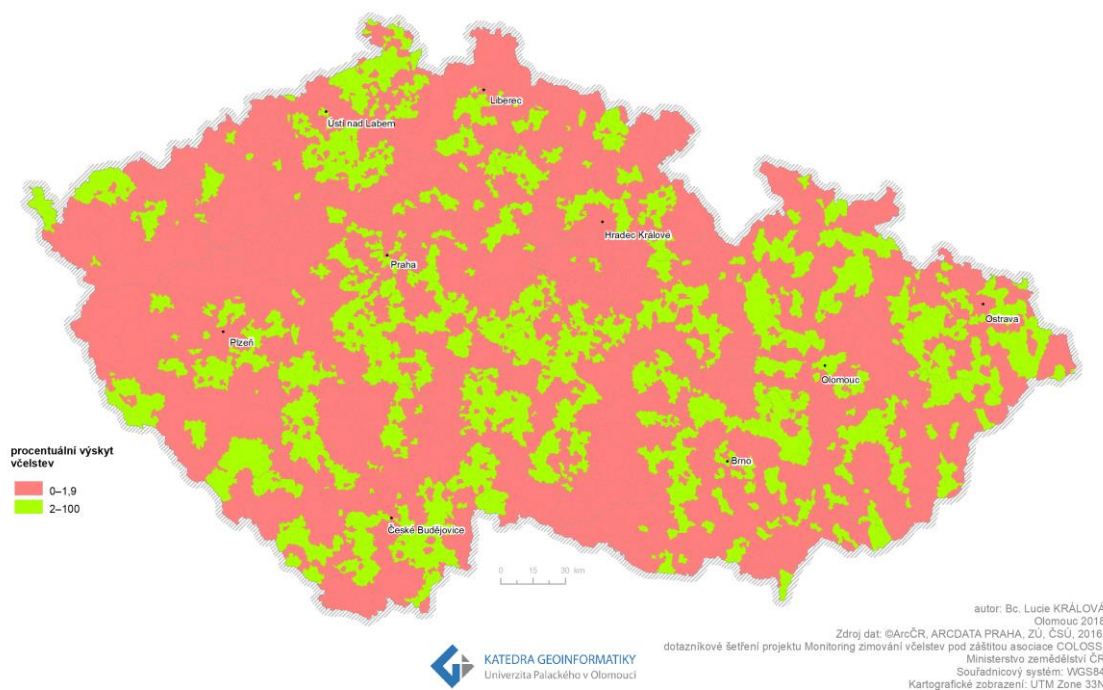 Liberec
Ústí nad Labem
Hradec Králové
Praha
Ostrava
Plzeň
Olomouc
procentuální výskyt
včelstev
0–1,9
2–100
Brno
České Budějovice
0 15 30 km
autor: Bc. Lucie KRÁLOVÁ
Olomouc 2018
Zdroj dat: ©ArcČR, ARCDATA PRAHA, ZÚ, ČSÚ, 2016,
dotazníkové šetření projektu Monitoring zimování včelstev pod záštitou asociace COLOSS,
Ministerstvo zemědělství ČR
Souřadnicový systém: WGS84
Kartografické zobrazení: UTM Zone 33N
KATEDRA GEOINFORMATIKY
Univerzita Palackého v Olomouci